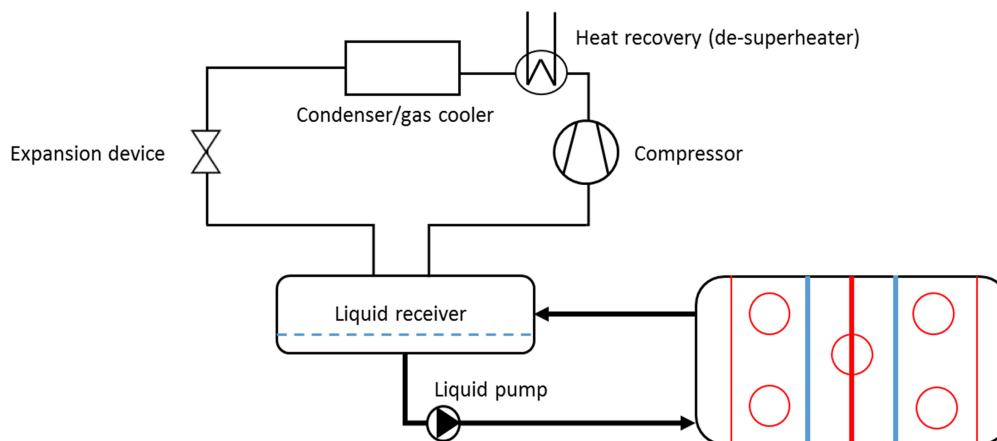 Heat recovery (de-superheater)
Condenser/gas cooler
Expansion device
Compressor
Liquid receiver
Liquid pump